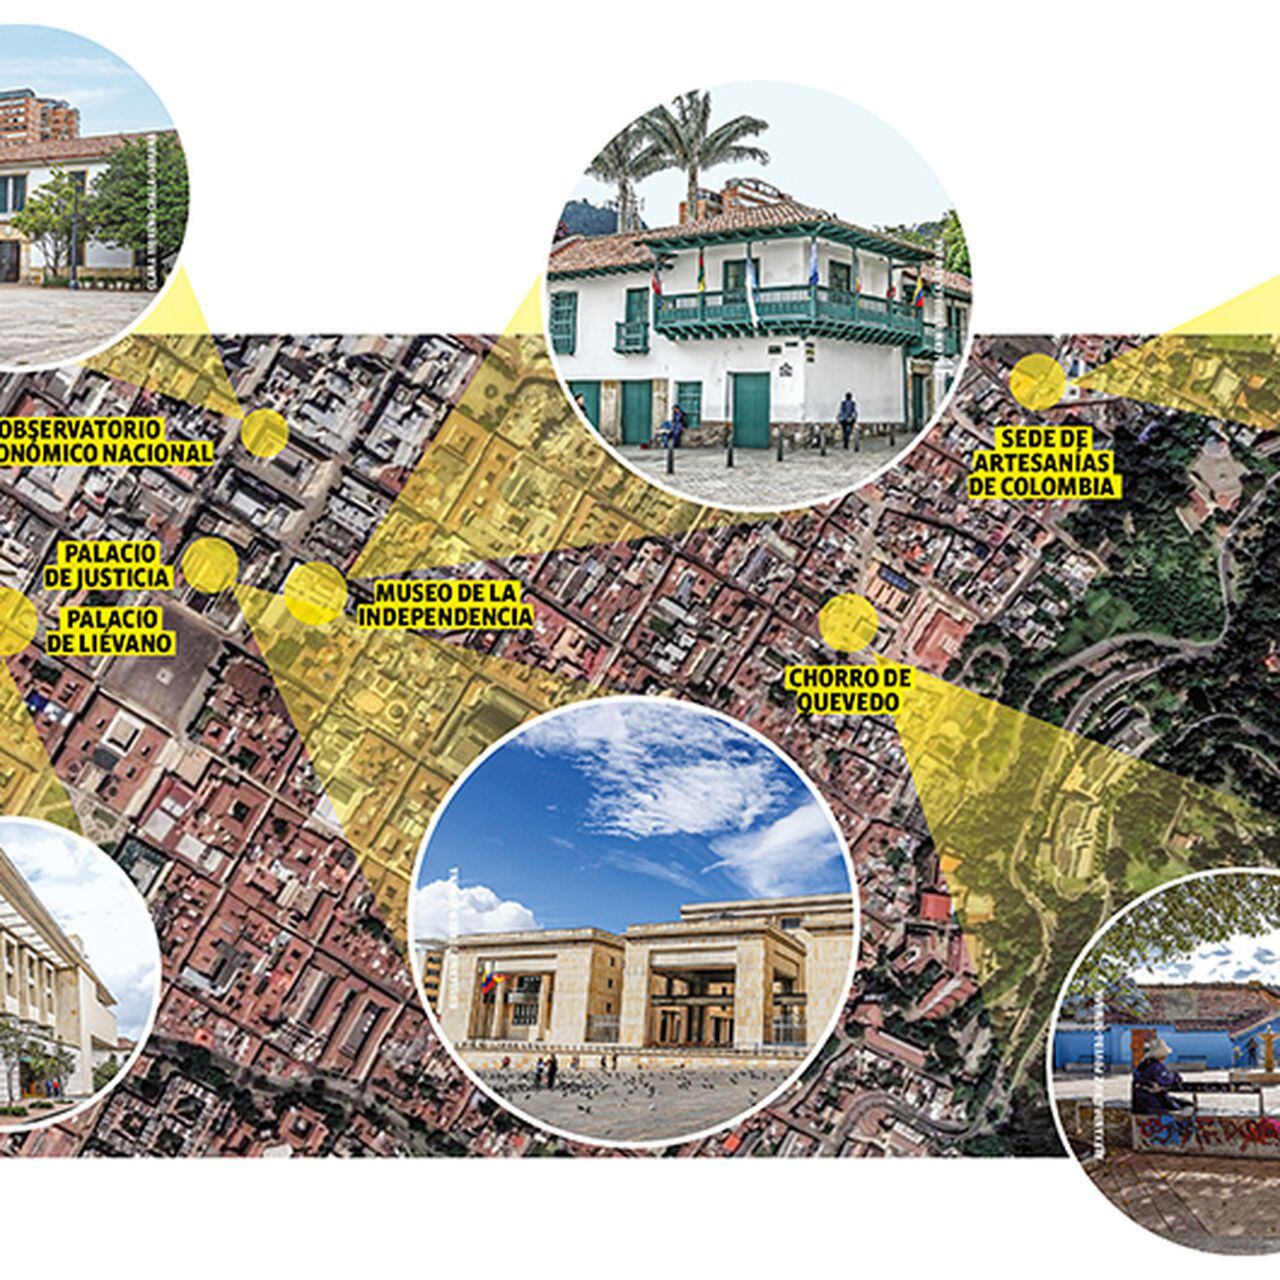 OBSERVATORIO
ONÓMICO NACIONAL
PALACIO
DE JUSTICIA
PALACIO
DE LIÉVANO
MUSEO DE LA
INDEPENDENCIA
SEDE DE
ARTESANÍAS
DE COLOMBIA
CHORRO DE
QUEVEDO